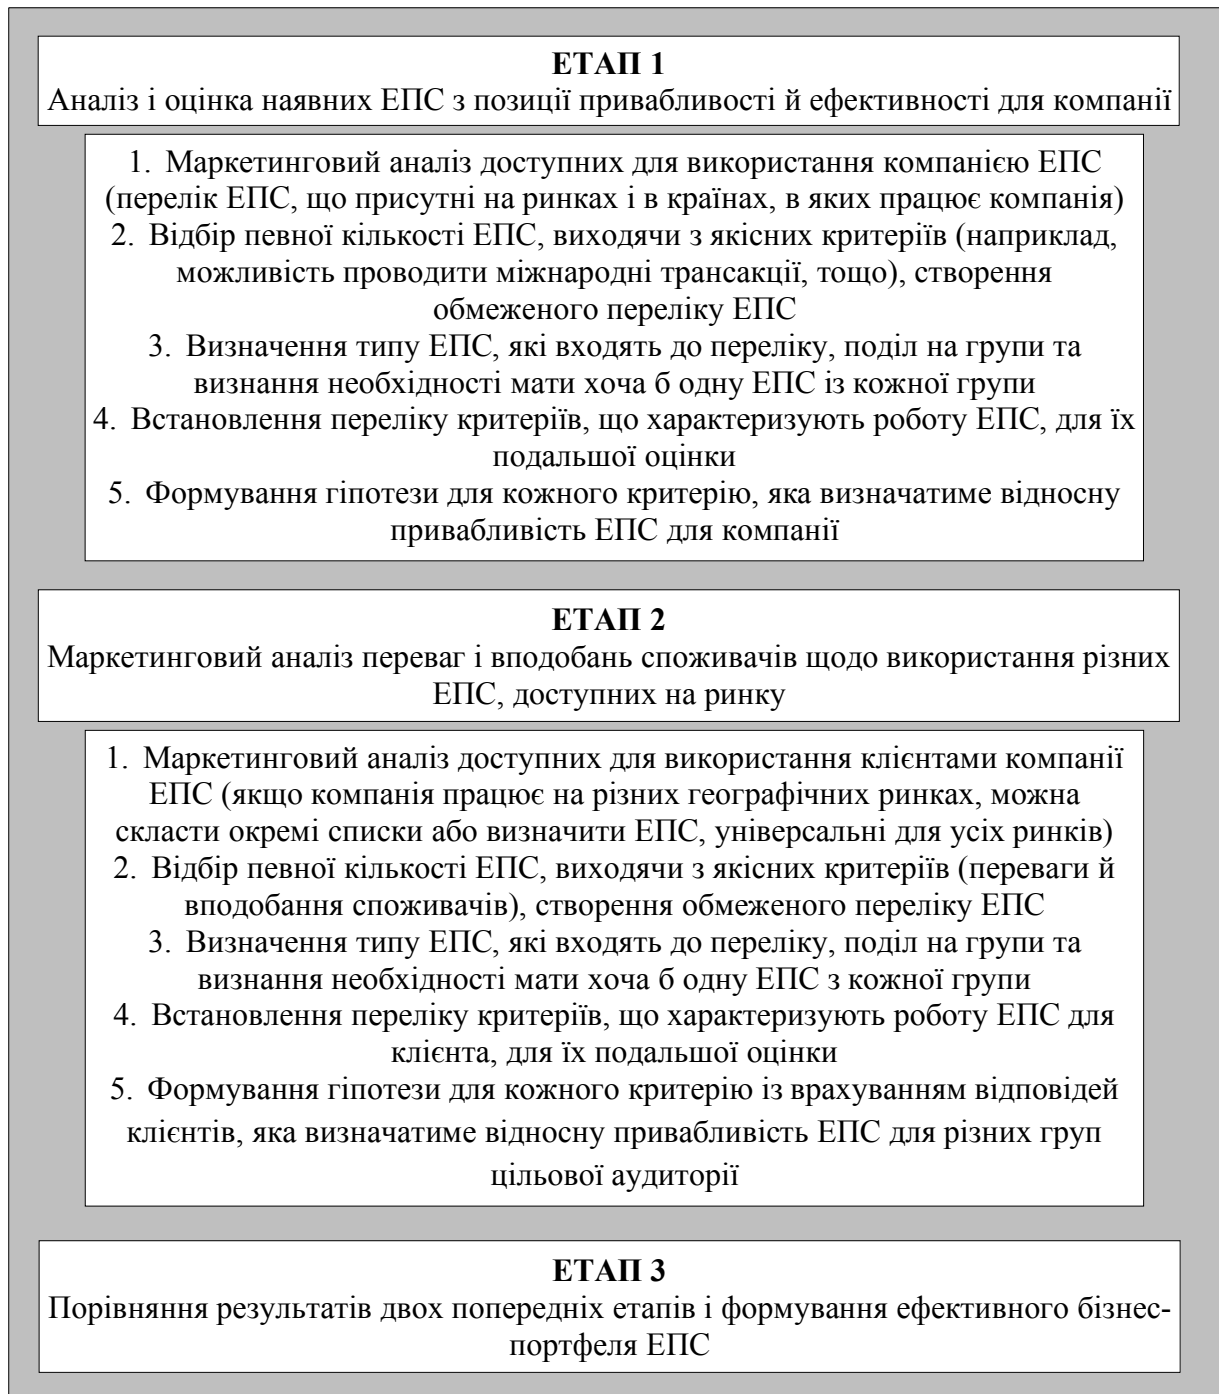 ЕТАП 1
Аналіз і оцінка наявних ЕПС з позиції привабливості й ефективності для компанії
1. Маркетинговий аналіз доступних для використання компанією ЕПС
(перелік ЕПС, що присутні на ринках і в країнах, в яких працює компанія)
2. Відбір певної кількості ЕПС, виходячи з якісних критеріїв (наприклад,
можливість проводити міжнародні трансакції, тощо), створення
обмеженого переліку ЕПС
3. Визначення типу ЕПС, які входять до переліку, поділ на групи та
визнання необхідності мати хоча б одну ЕПС із кожної групи
4. Встановлення переліку критеріїв, що характеризують роботу ЕПС, для їх
подальшої оцінки
5. Формування гіпотези для кожного критерію, яка визначатиме відносну
привабливість ЕПС для компанії
ЕТАП 2
Маркетинговий аналіз переваг і вподобань споживачів щодо використання різних
ЕПС, доступних на ринку
1. Маркетинговий аналіз доступних для використання клієнтами компанії
ЕПС (якщо компанія працює на різних географічних ринках, можна
скласти окремі списки або визначити ЕПС, універсальні для усіх ринків)
2. Відбір певної кількості ЕПС, виходячи з якісних критеріїв (переваги й
вподобання споживачів), створення обмеженого переліку ЕПС
3. Визначення типу ЕПС, які входять до переліку, поділ на групи та
визнання необхідності мати хоча б одну ЕПС з кожної групи
4. Встановлення переліку критеріїв, що характеризують роботу ЕПС для
клієнта, для їх подальшої оцінки
5. Формування гіпотези для кожного критерію із врахуванням відповідей
клієнтів, яка визначатиме відносну привабливість ЕПС для різних груп
цільової аудиторії
ЕТАП 3
Порівняння результатів двох попередніх етапів і формування ефективного бізнес-
портфеля ЕПС